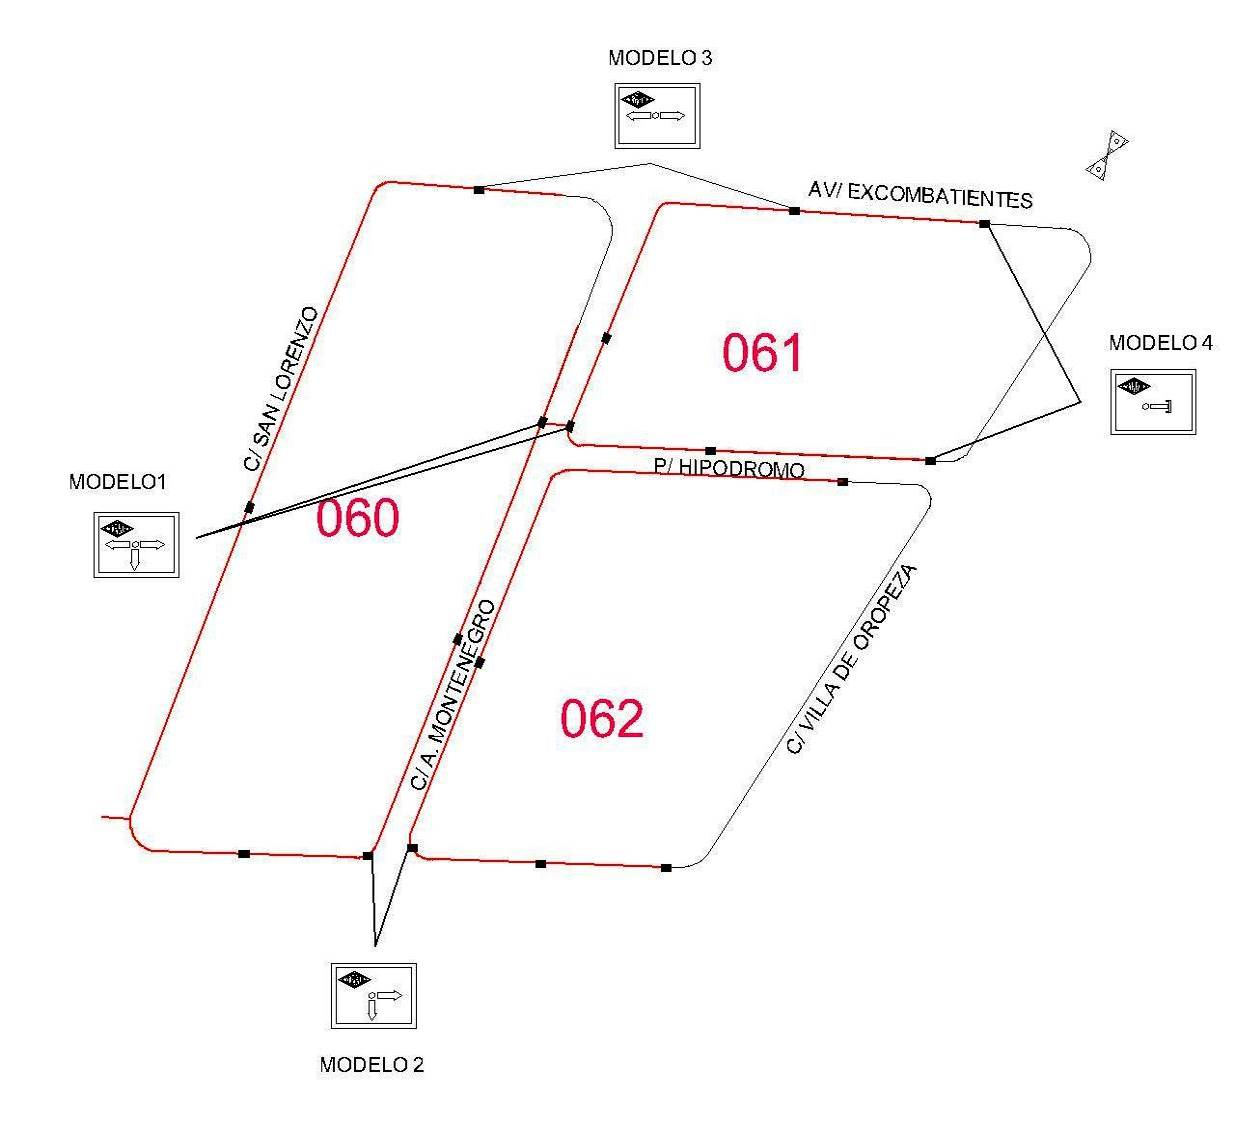 MODELO 3
AV/ EXCOMBATIENTES
C/ SAN LORENZO
061
MODELO 4
P/ HIPODROMO
MODELO1
060
C/ A. MONTENEGRO
C/ VILLA DE OROPEZA
062
MODELO 2